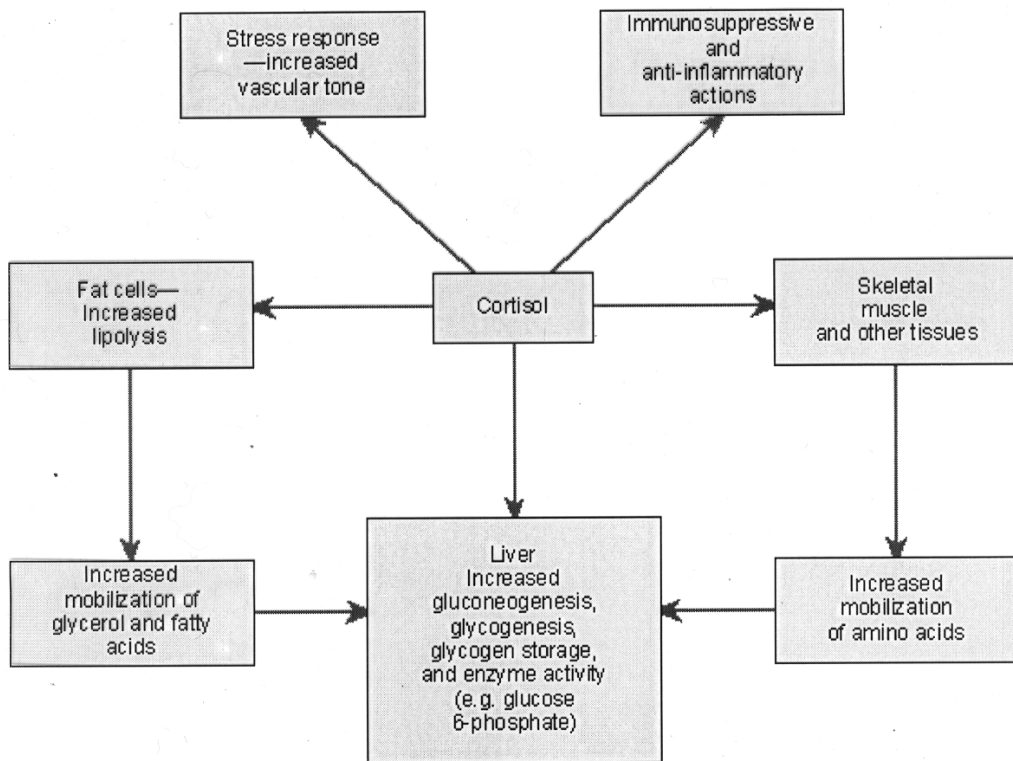 Stress response
—increased
vascular tone
Immunosuppressive
and
anti-inflammatory
actions
Fat cells—
Increased
lipolysis
Cortisol
Skeletal
muscle
and other tissues
Increased
mobilization of
glycerol and fatty
acids
Liver
Increased
gluconeogenesis,
glycogenesis,
glycogen storage,
and enzyme activity
(e.g. glucose
6-phosphate)
Increased
mobilization
of amino acids